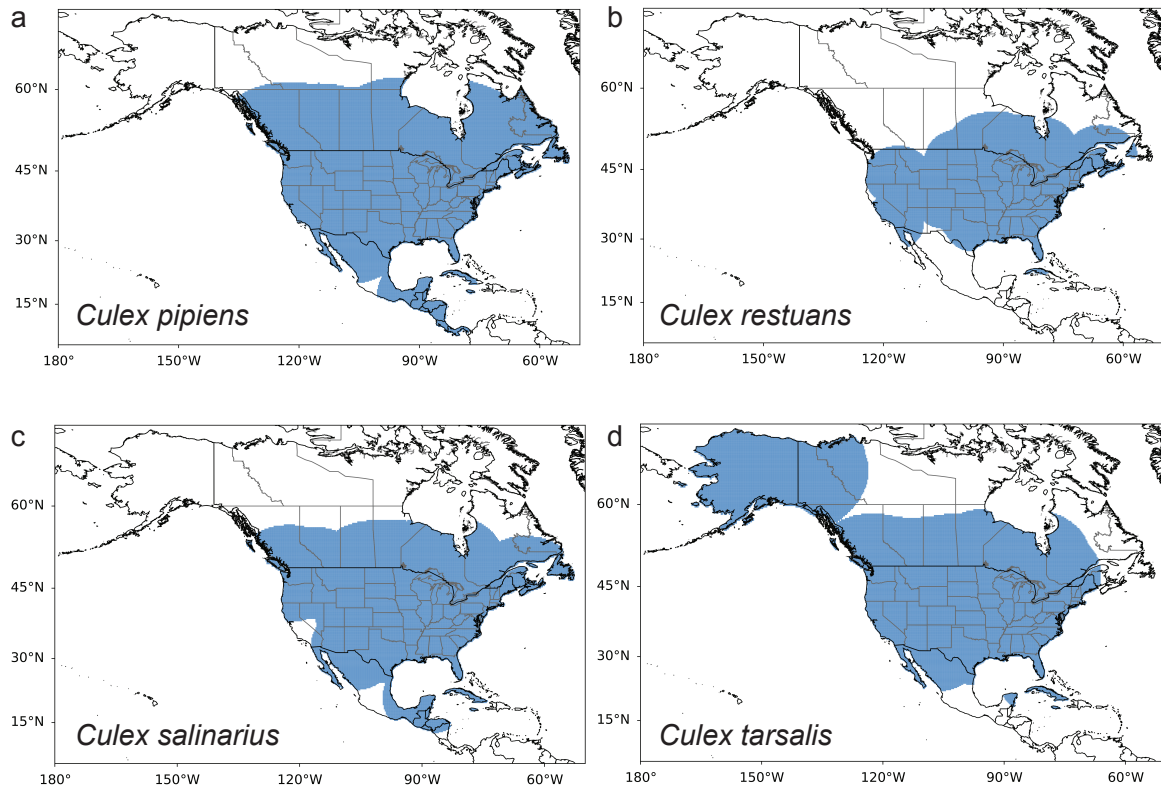 a
60°N
45°N
30°N
15°N
Culex pipiens
180° 150°W 120°W 90°W 60°W
b
60°N
45°N
30°N
15°N
Culex restuans
180° 150°W 120°W 90°W 60°W
c
60°N
45°N
30°N
15°N
Culex salinarius
180° 150°W 120°W 90°W 60°W
d
60°N
45°N
30°N
15°N
Culex tarsalis
180° 150°W 120°W 90°W 60°W